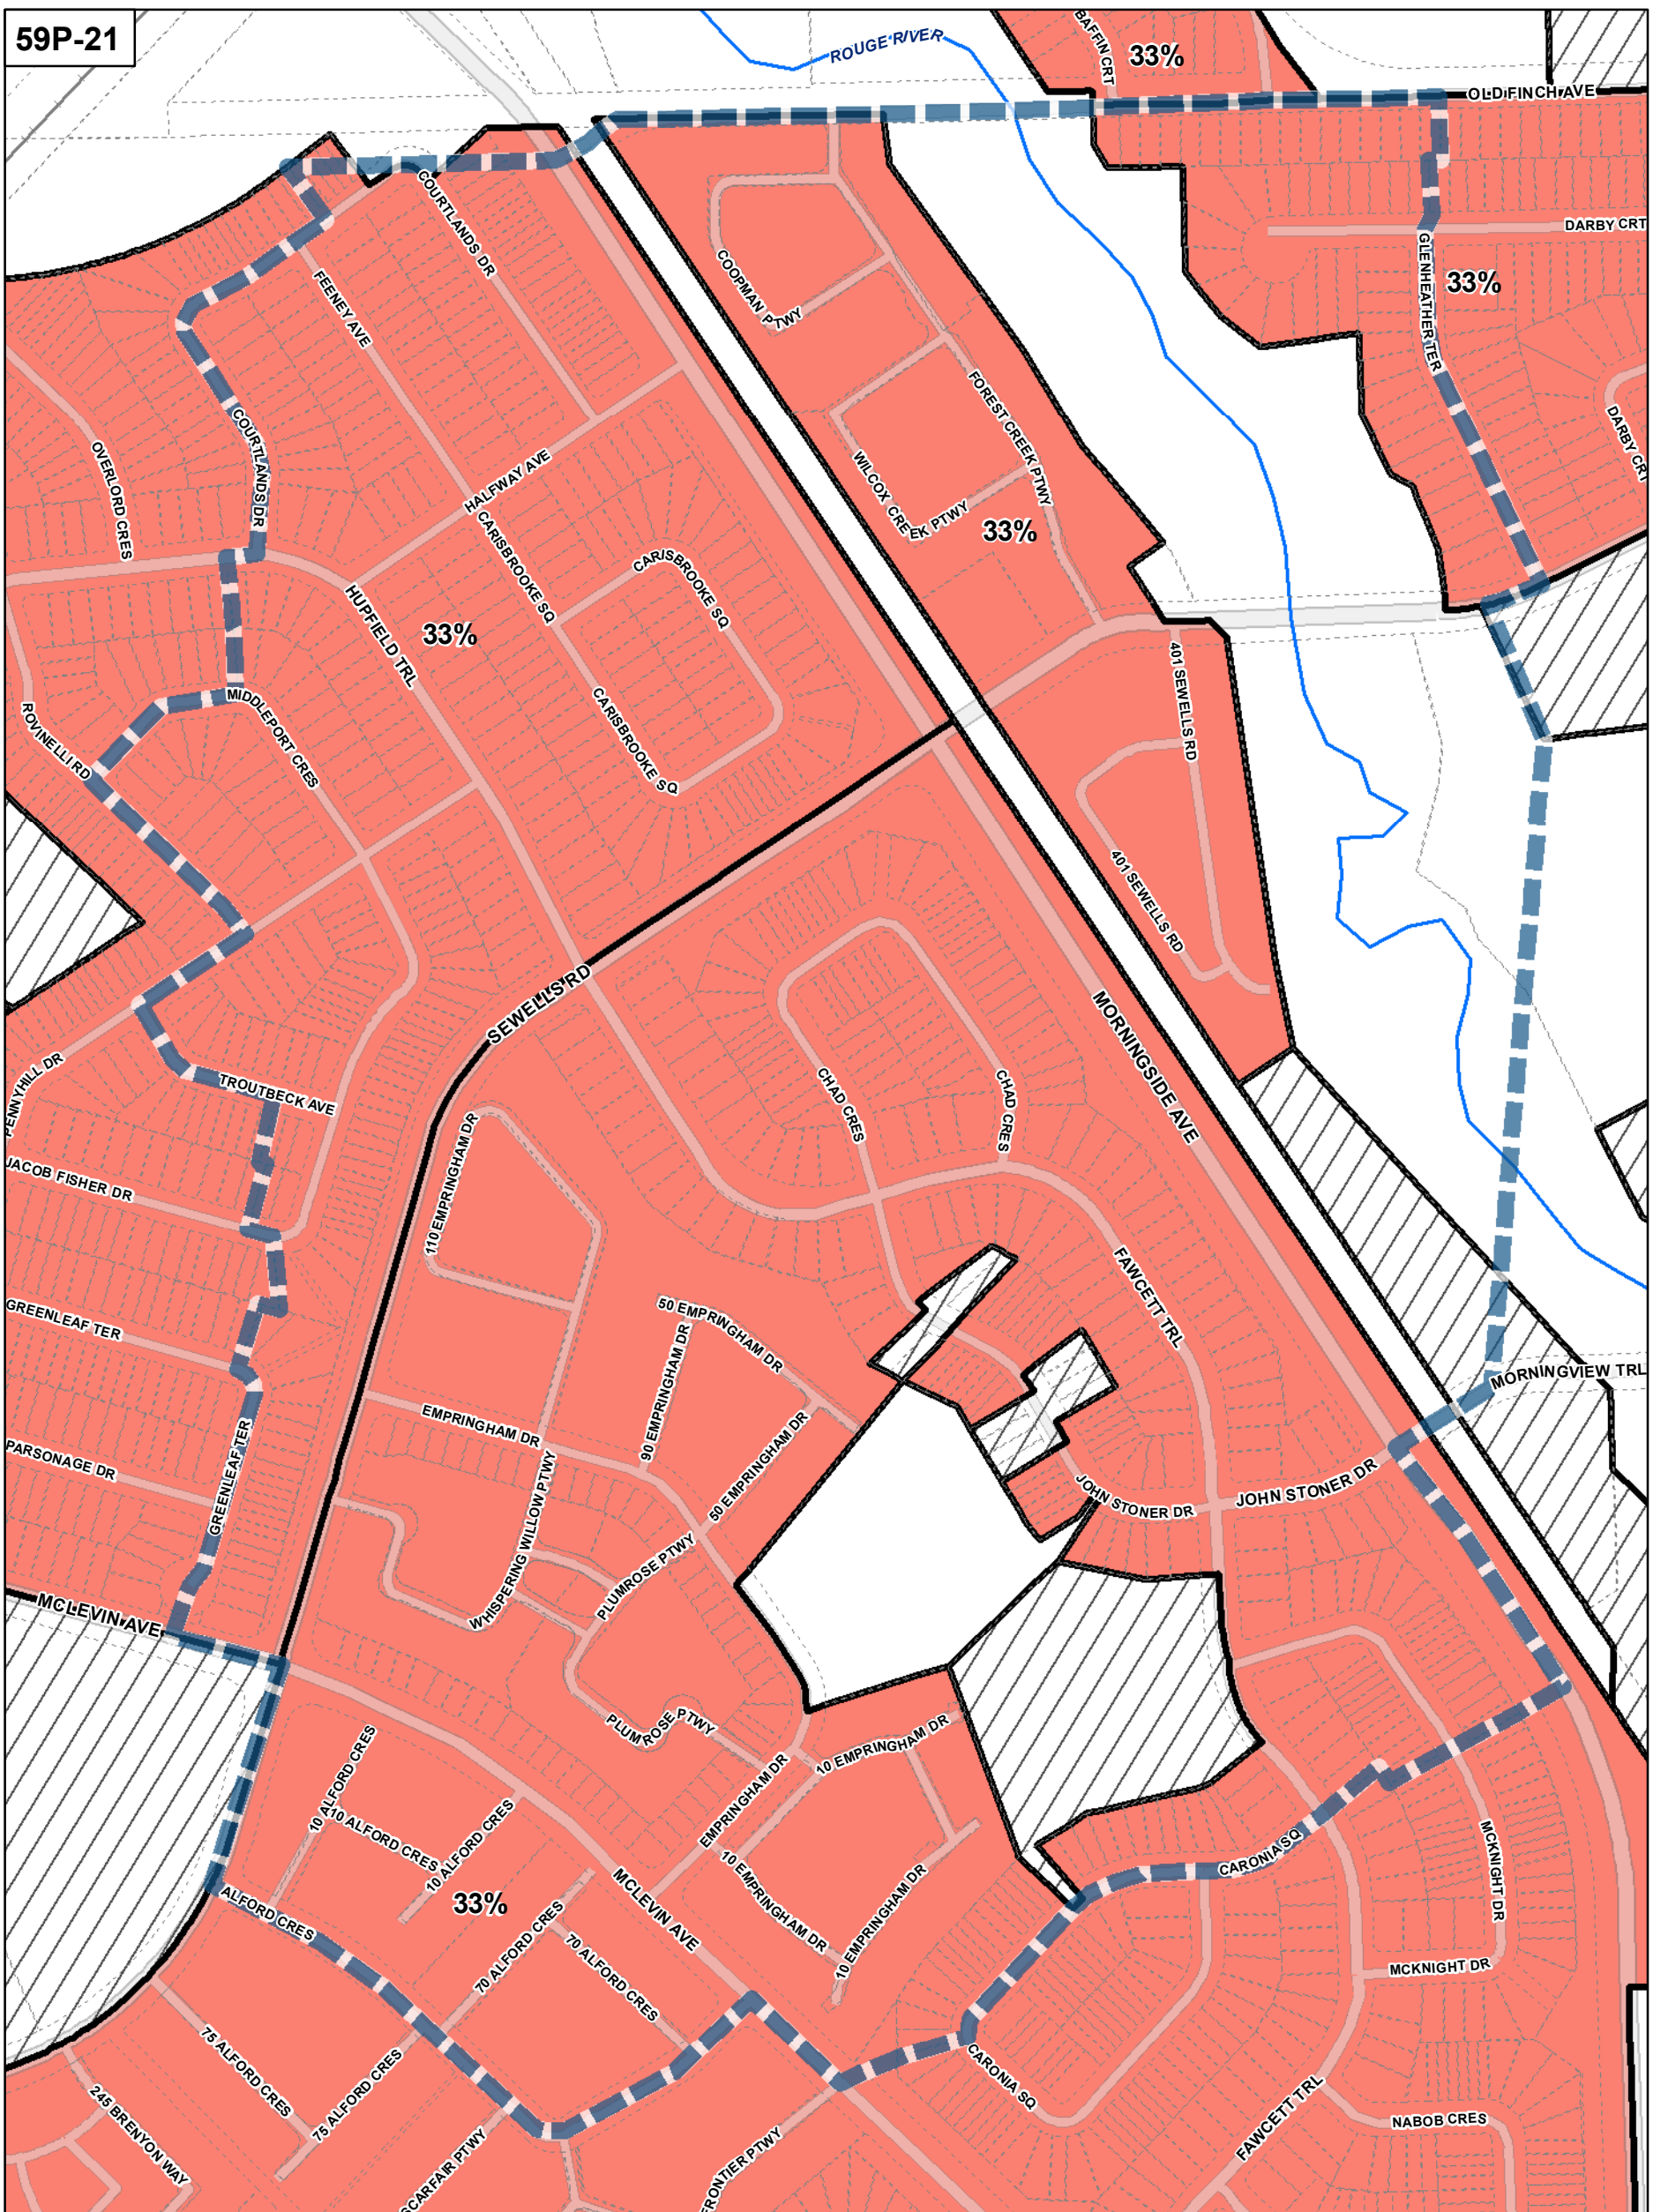 59P-21
ROUGE RIVER
BAFFIN CRT
33%
OLD FINCH AVE
COURTLANDS DR
COOPMAN PTWY
DARBY CRT
GLENHEATHER TER
33%
FEENEY AVE
FOREST CREEK PTWY
DARBY CRT
OVERLORD CRES
COURTLANDS DR
HALFWAY AVE
WILCOX CREEK PTWY
33%
CARISBROOKE SQ
CARISBROOKE SQ
HUPFIELD TRL
33%
401 SEWELLS RD
ROVINELLI RD
MIDDLEPORT CRES
CARISBROOKE SQ
401 SEWELLS RD
SEWELLS RD
MORNINGSIDE AVE
PENNYHILL DR
TROUTBECK AVE
CHAD CRES
CHAD CRES
110 EMPRINGHAM DR
JACOB FISHER DR
FAWCETT TRL
GREENLEAF TER
50 EMPRINGHAM DR
90 EMPRINGHAM DR
MORNINGVIEW TRL
EMPRINGHAM DR
50 EMPRINGHAM DR
PARSONAGE DR
GREENLEAF TER
JOHN STONER DR
JOHN STONER DR
WHISPERING WILLOW PTWY
PLUMROSE PTWY
MCLEVIN AVE
PLUMROSE PTWY
10 EMPRINGHAM DR
10 ALFORD CRES
10 ALFORD CRES
10 ALFORD CRES
EMPRINGHAM DR
10 EMPRINGHAM DR
10 EMPRINGHAM DR
CARONIA SQ
MCKNIGHT DR
MCLEVIN AVE
ALFORD CRES
33%
70 ALFORD CRES
70 ALFORD CRES
MCKNIGHT DR
75 ALFORD CRES
75 ALFORD CRES
CARONIA SQ
245 BRENYON WAY
SCARFAIR PTWY
FRONTIER PTWY
FAWCETT TRL
NABOB CRES